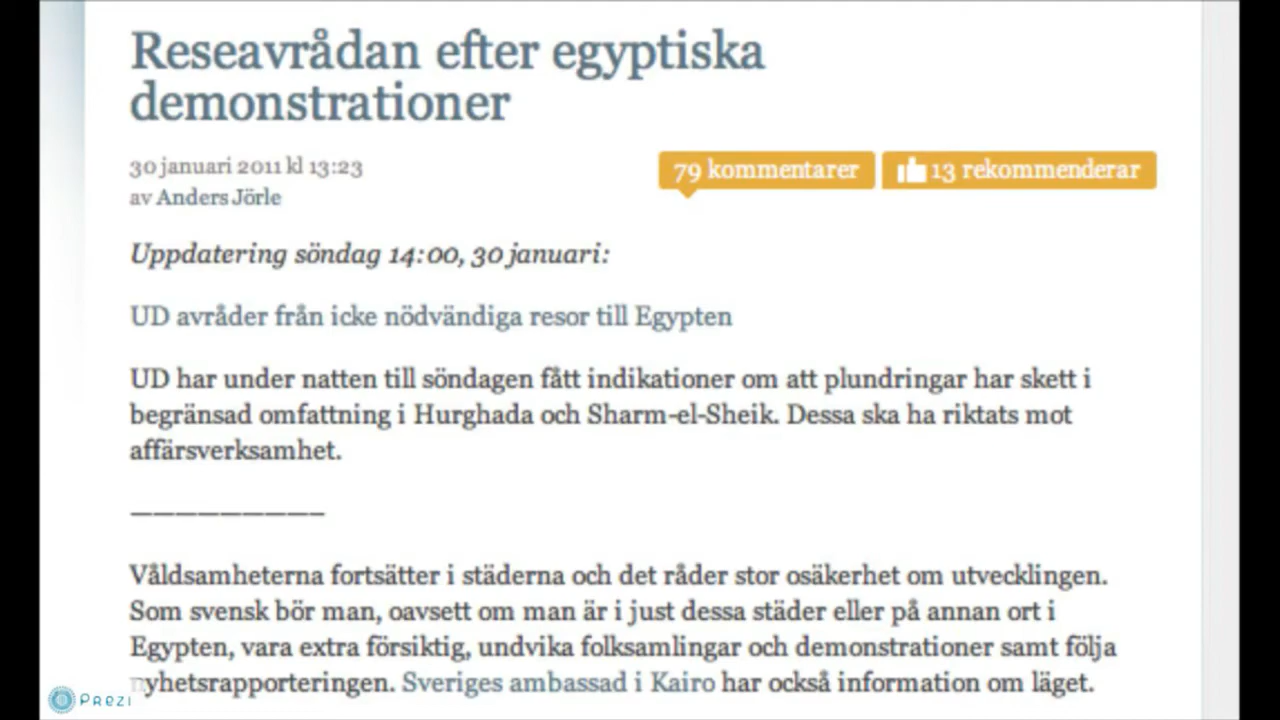 Reseavrådan efter egyptiska
demonstrationer
30 januari 2011 kl 13:23
79 kommentarer
13 rekommenderar
av Anders Jörle
Uppdatering söndag 14:00, 30 januari:
UD avråder från icke nödvändiga resor till Egypten
UD har under natten till söndagen fått indikationer om att plundringar har skett i
begränsad omfattning i Hurghada och Sharm-el-Sheik. Dessa ska ha riktats mot
affärsverksamhet.
—————————
Våldsamheterna fortsätter i städerna och det råder stor osäkerhet om utvecklingen.
Som svensk bör man, oavsett om man är i just dessa städer eller på annan ort i
Egypten, vara extra försiktig, undvika folksamlingar och demonstrationer samt följa
nyhetsrapporteringen. Sveriges ambassad i Kairo har också information om läget.
Prezi